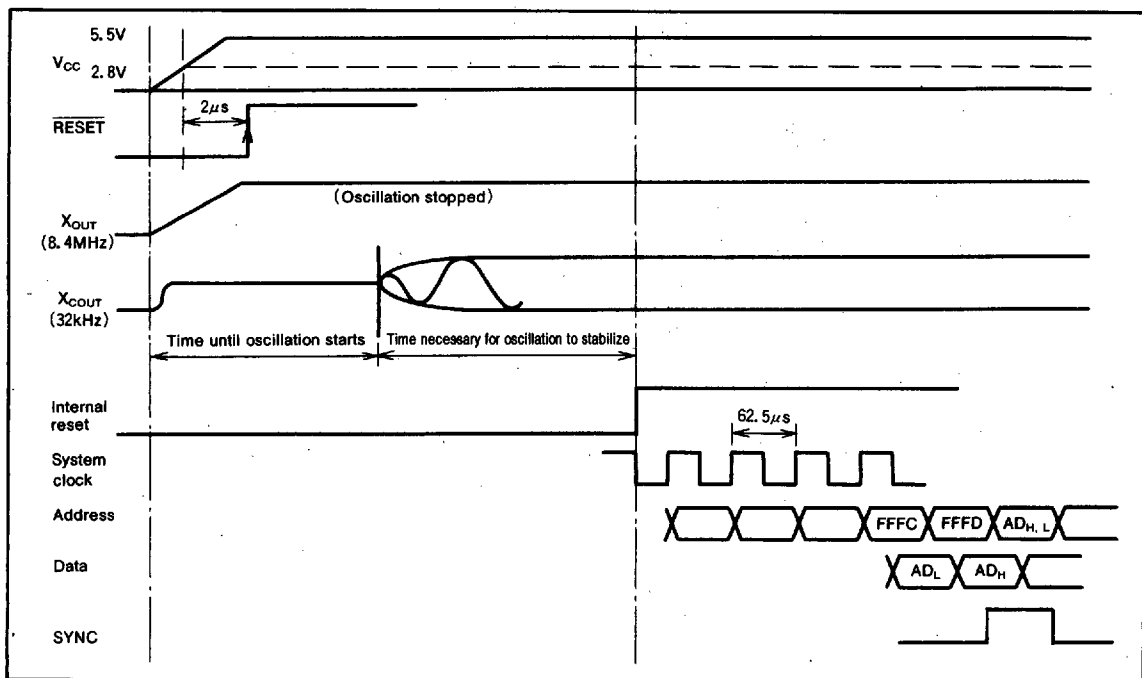 5.5V
VCC
2.8V
2μs
RESET
(Oscillation stopped)
XOUT
(8.4MHz)
XCOUT
(32kHz)
Time until oscillation starts
Time necessary for oscillation to stabilize
Internal
reset
62.5μs
System
clock
Address
FFFC
FFFD
ADH, L
Data
ADL
ADH
SYNC